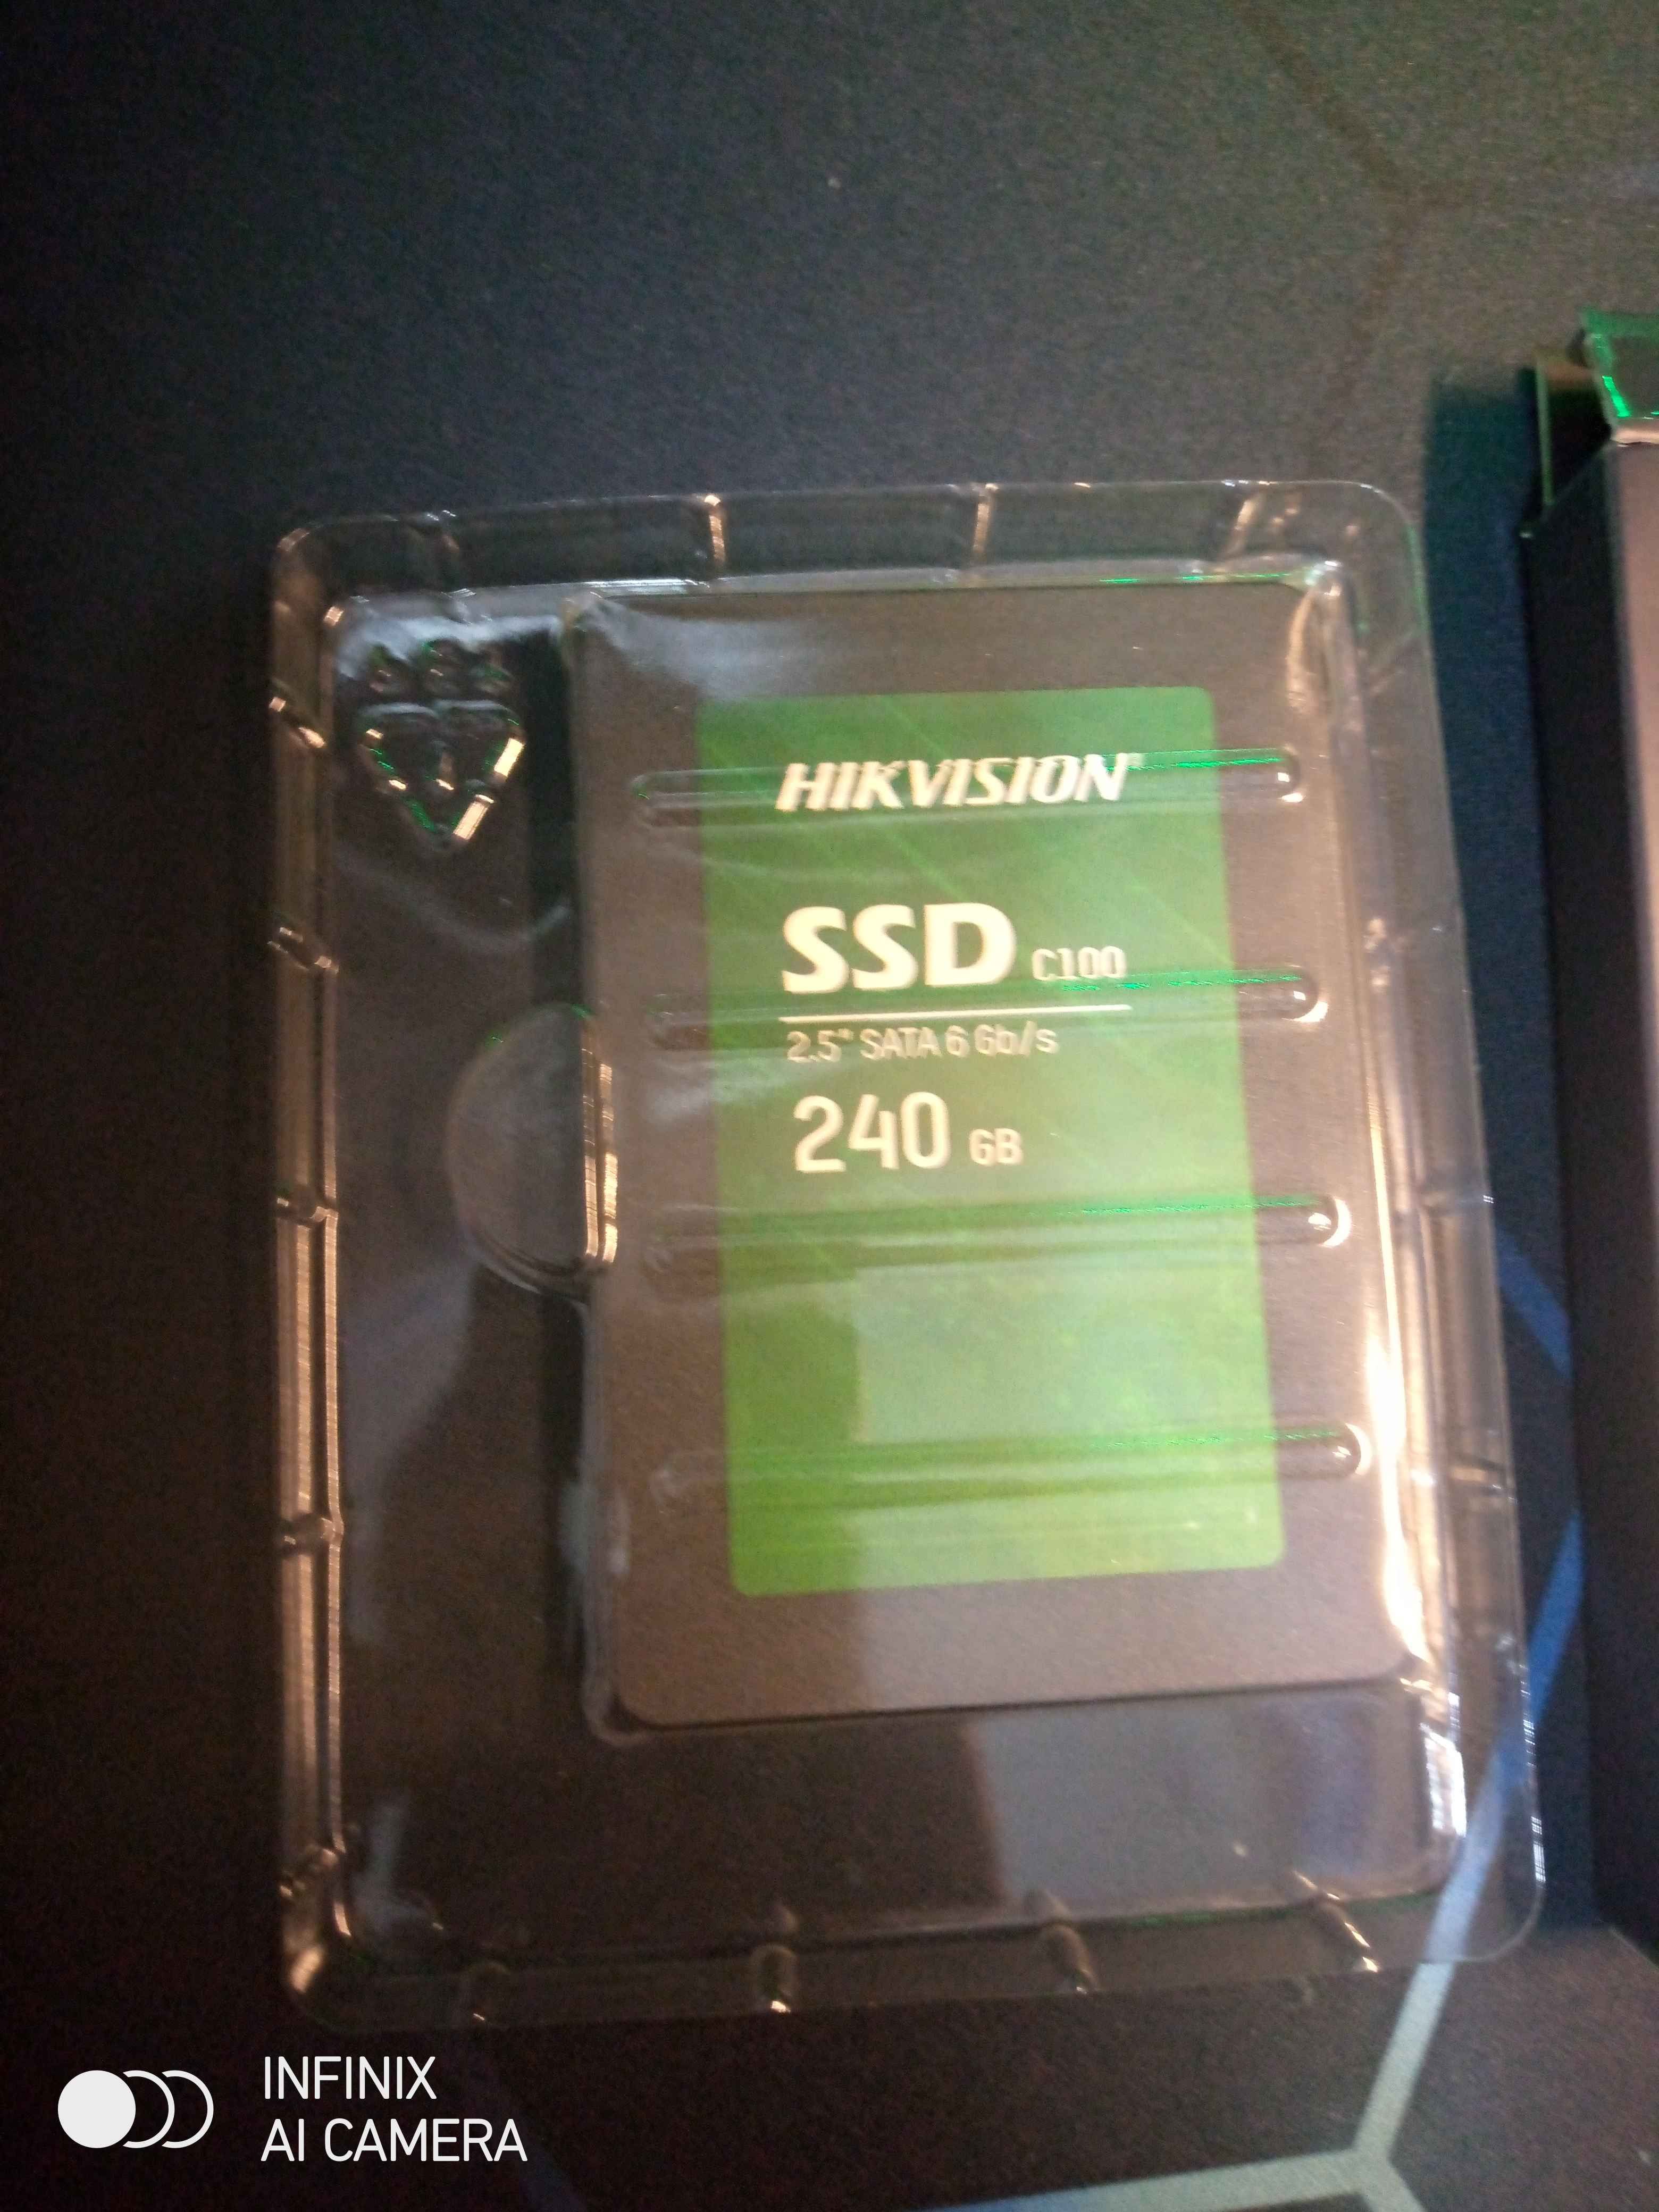 HIKVISION
SSD C100
2.5" SATA 6 Gb/s
240 GB
INFINIX
AI CAMERA